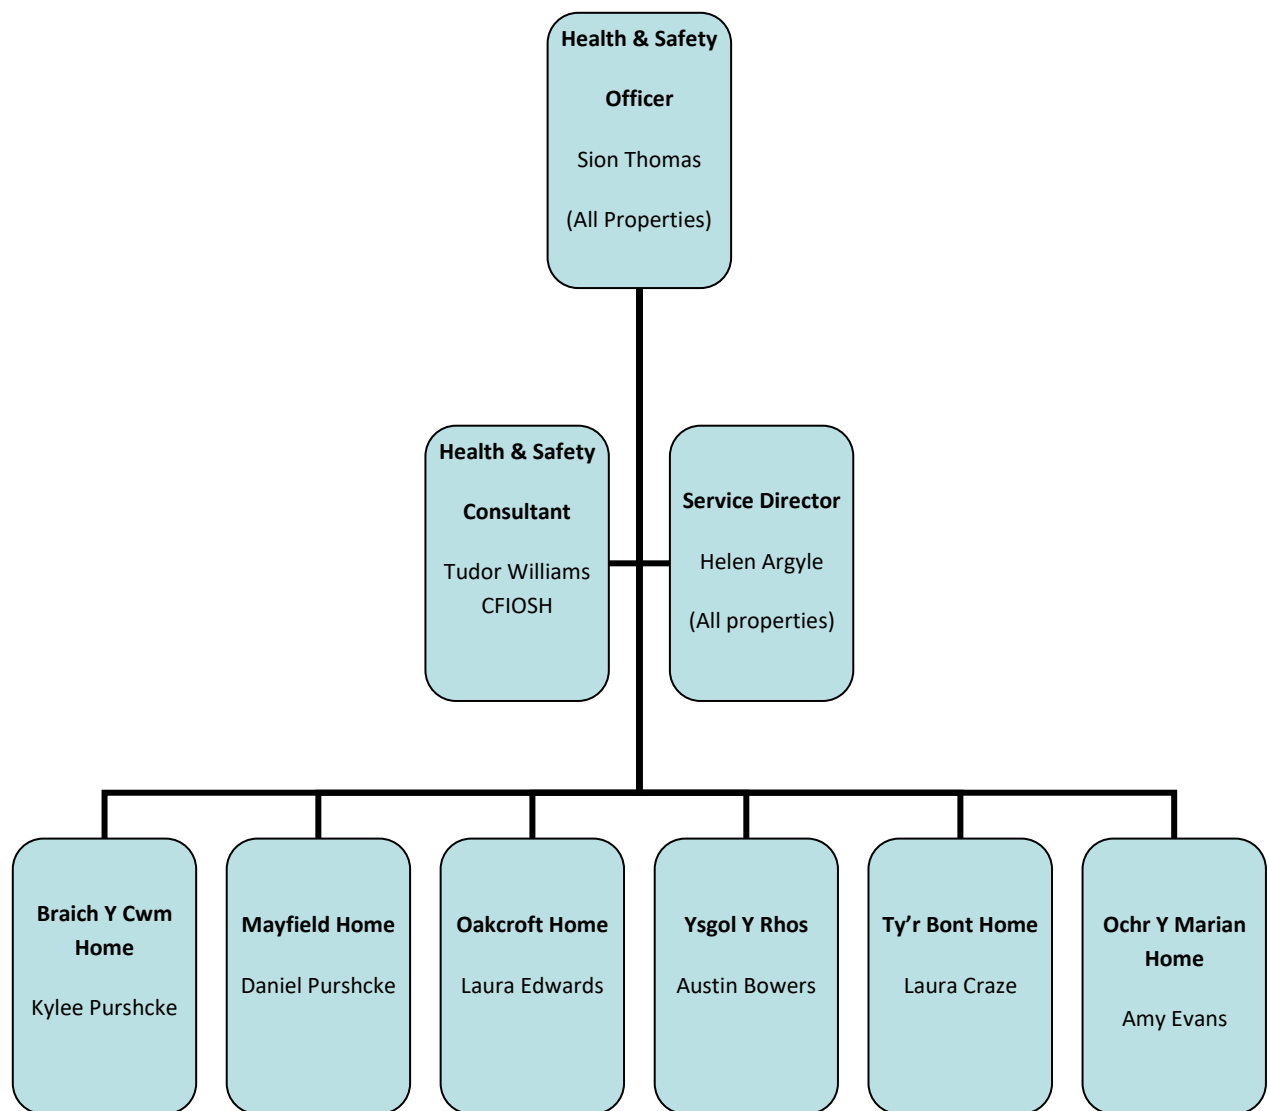 Health & Safety
Officer
Sion Thomas
(All Properties)
Health & Safety
Consultant
Tudor Williams
CFIOSH
Service Director
Helen Argyle
(All properties)
Braich Y Cwm
Home
Kylee Purshcke
Mayfield Home
Daniel Purshcke
Oakcroft Home
Laura Edwards
Ysgol Y Rhos
Austin Bowers
Ty’r Bont Home
Laura Craze
Ochr Y Marian
Home
Amy Evans